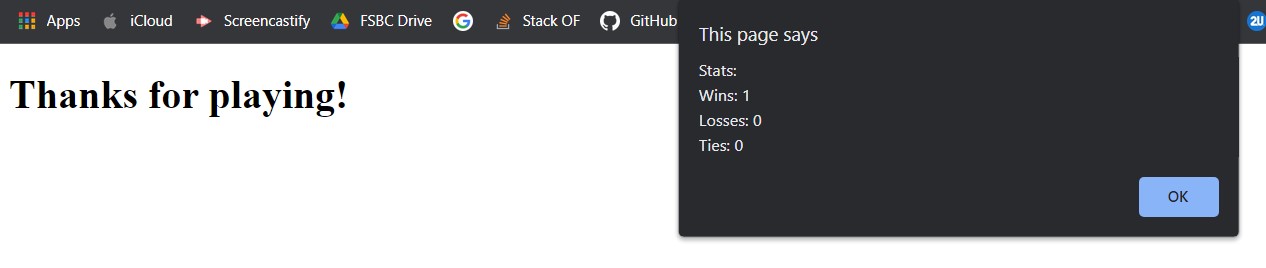 Apps iCloud Screencastify FSBC Drive Stack OF GitHub 2U
Thanks for playing!
This page says
Stats:
Wins: 1
Losses: 0
Ties: 0
OK